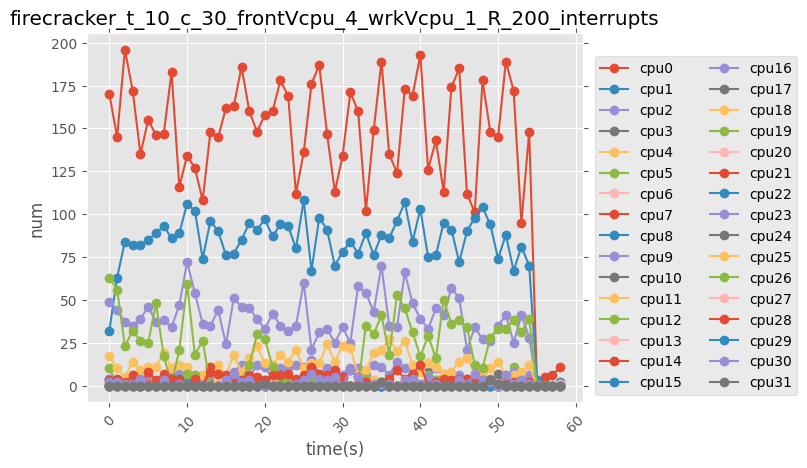 firecracker_t_10_c_30_frontVcpu_4_wrkVcpu_1_R_200_interrupts
200
175
150
125
100
75
50
25
0
num
0
10
20
30
40
50
60
time(s)
cpu0
cpu1
cpu2
cpu3
cpu4
cpu5
cpu6
cpu7
cpu8
cpu9
cpu10
cpu11
cpu12
cpu13
cpu14
cpu15
cpu16
cpu17
cpu18
cpu19
cpu20
cpu21
cpu22
cpu23
cpu24
cpu25
cpu26
cpu27
cpu28
cpu29
cpu30
cpu31